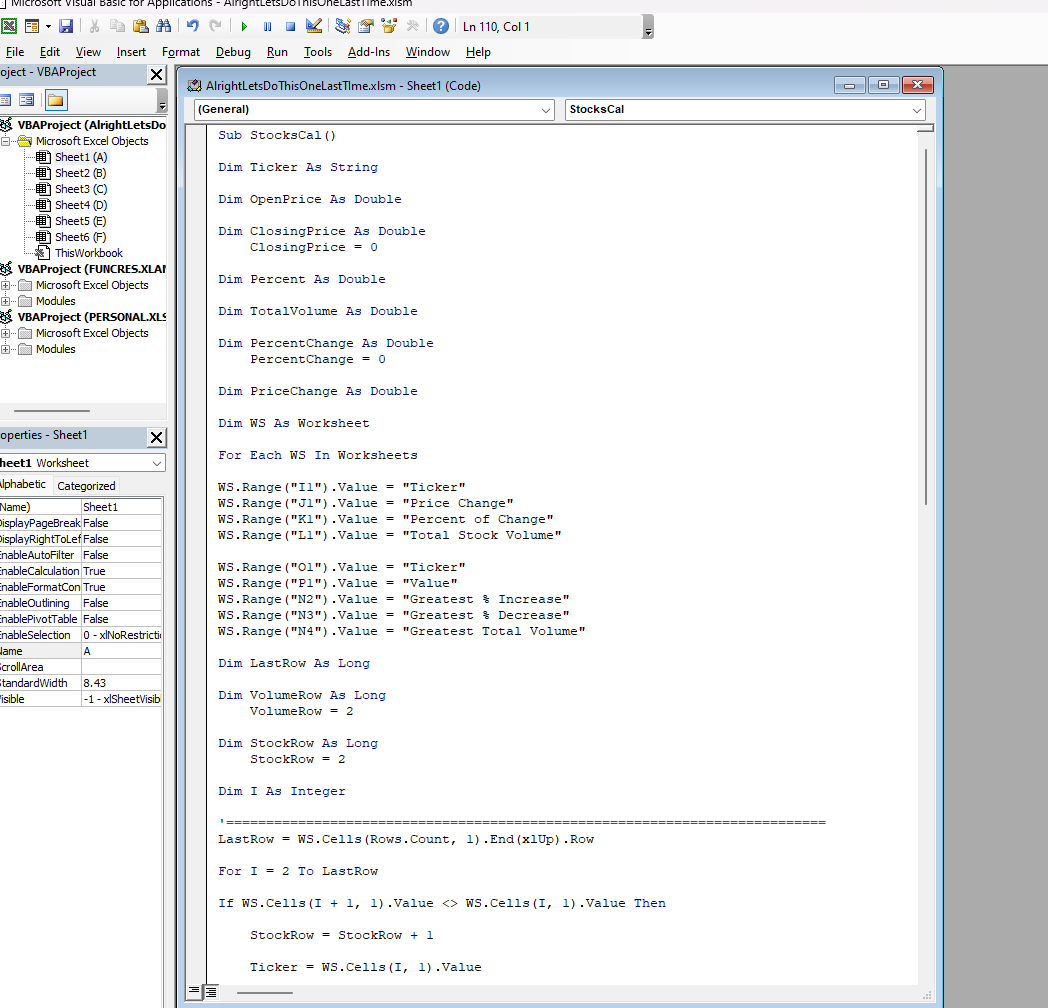 Microsoft Visual Basic for Applications - AlrightLetsDoThisOneLastTIme.xlsm
Ln 110, Col 1
File Edit View Insert Format Debug Run Tools Add-Ins Window Help
oject - VBAProject
VBAProject (AlrightLetsDo
Microsoft Excel Objects
Sheet1 (A)
Sheet2 (B)
Sheet3 (C)
Sheet4 (D)
Sheet5 (E)
Sheet6 (F)
ThisWorkbook
VBAProject (FUNCRES.XLAM
Microsoft Excel Objects
Modules
VBAProject (PERSONAL.XLS
Microsoft Excel Objects
Modules
operties - Sheet1
heet1 Worksheet
lphabetic Categorized
Name) Sheet1
DisplayPageBreak False
DisplayRightToLef False
EnableAutoFilter False
EnableCalculation True
EnableFormatCon True
EnableOutlining False
EnablePivotTable False
EnableSelection 0 - xlNoRestricti
Name A
ScrollArea
StandardWidth 8.43
Visible -1 - xlSheetVisib
AlrightLetsDoThisOneLastTIme.xlsm - Sheet1 (Code)
(General) StocksCal
Sub StocksCal()
Dim Ticker As String
Dim OpenPrice As Double
Dim ClosingPrice As Double
ClosingPrice = 0
Dim Percent As Double
Dim TotalVolume As Double
Dim PercentChange As Double
PercentChange = 0
Dim PriceChange As Double
Dim WS As Worksheet
For Each WS In Worksheets
WS.Range("I1").Value = "Ticker"
WS.Range("J1").Value = "Price Change"
WS.Range("K1").Value = "Percent of Change"
WS.Range("L1").Value = "Total Stock Volume"
WS.Range("O1").Value = "Ticker"
WS.Range("P1").Value = "Value"
WS.Range("N2").Value = "Greatest % Increase"
WS.Range("N3").Value = "Greatest % Decrease"
WS.Range("N4").Value = "Greatest Total Volume"
Dim LastRow As Long
Dim VolumeRow As Long
VolumeRow = 2
Dim StockRow As Long
StockRow = 2
Dim I As Integer
'===========================================================================
LastRow = WS.Cells(Rows.Count, 1).End(xlUp).Row
For I = 2 To LastRow
If WS.Cells(I + 1, 1).Value <> WS.Cells(I, 1).Value Then
StockRow = StockRow + 1
Ticker = WS.Cells(I, 1).Value